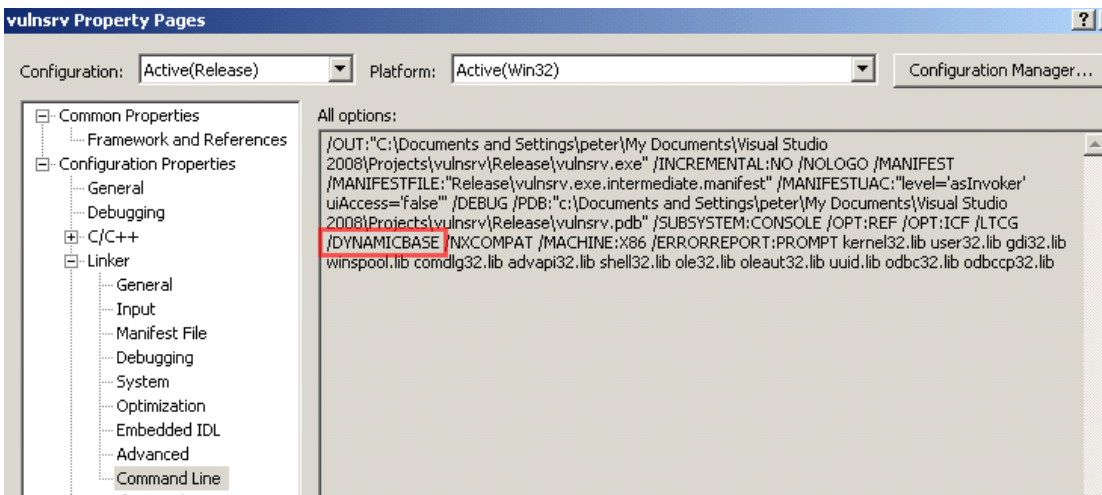 vulnsrv Property Pages
?
Configuration: Active(Release) Platform: Active(Win32) Configuration Manager...
Common Properties
Framework and References
Configuration Properties
General
Debugging
C/C++
Linker
General
Input
Manifest File
Debugging
System
Optimization
Embedded IDL
Advanced
Command Line
All options:
/OUT:"C:\Documents and Settings\peter\My Documents\Visual Studio
2008\Projects\vulnsrv\Release\vulnsrv.exe" /INCREMENTAL:NO /NOLOGO /MANIFEST
/MANIFESTFILE:"Release\vulnsrv.exe.intermediate.manifest" /MANIFESTUAC:"level='asInvoker'
uiAccess='false'" /DEBUG /PDB:"c:\Documents and Settings\peter\My Documents\Visual Studio
2008\Projects\vulnsrv\Release\vulnsrv.pdb" /SUBSYSTEM:CONSOLE /OPT:REF /OPT:ICF /LTCG
/DYNAMICBASE /NXCOMPAT /MACHINE:X86 /ERRORREPORT:PROMPT kernel32.lib user32.lib gdi32.lib
winspool.lib comdlg32.lib advapi32.lib shell32.lib ole32.lib oleaut32.lib uuid.lib odbc32.lib odbccp32.lib